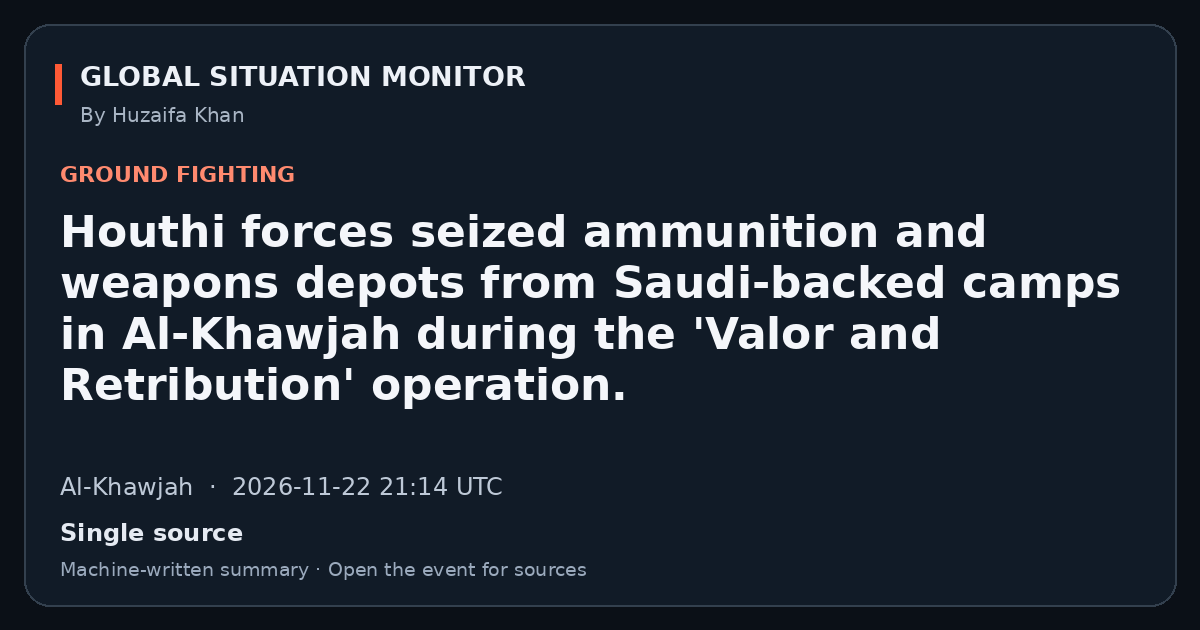 GLOBAL SITUATION MONITOR
By Huzaifa Khan
GROUND FIGHTING
Houthi forces seized ammunition and
weapons depots from Saudi-backed camps
in Al-Khawjah during the 'Valor and
Retribution' operation.
Al-Khawjah · 2026-11-22 21:14 UTC
Single source
Machine-written summary · Open the event for sources